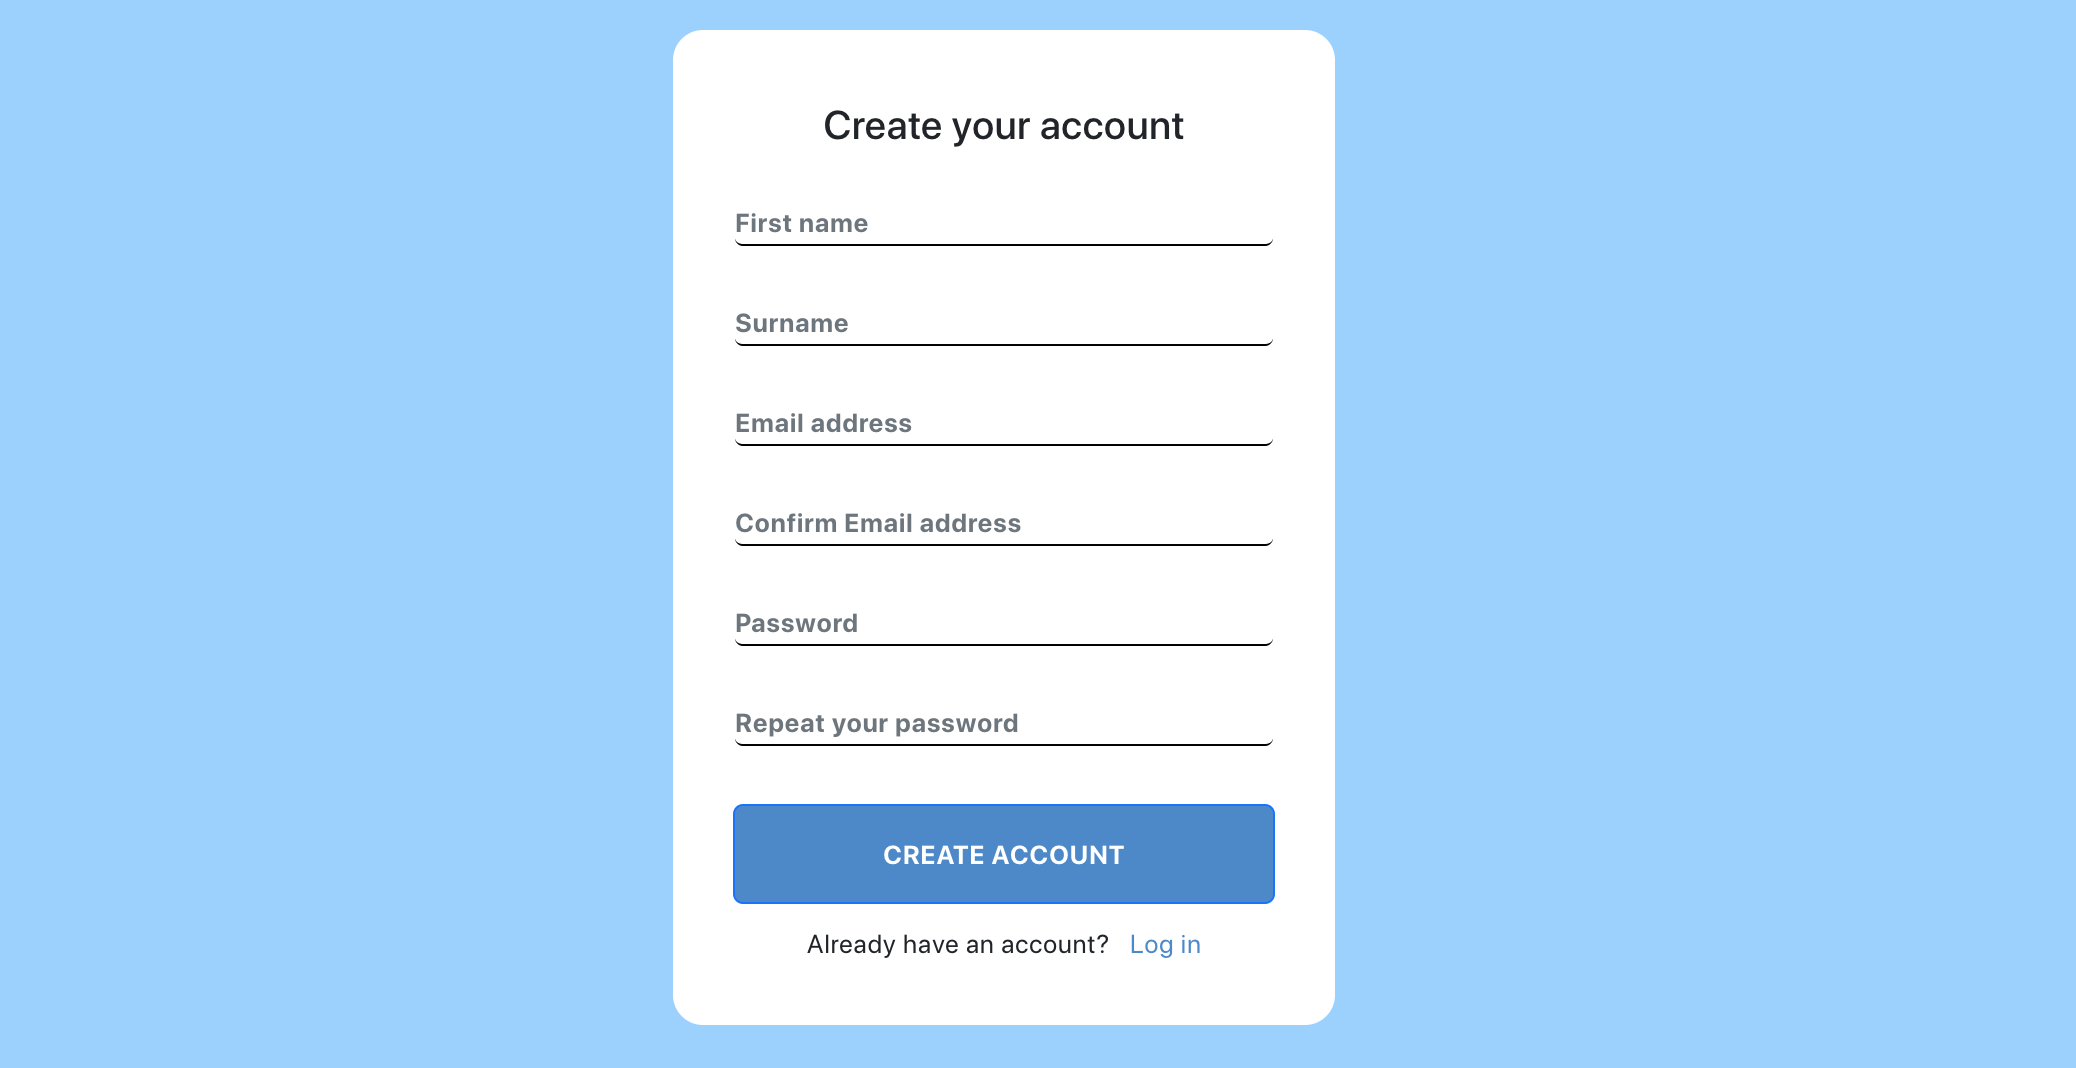 Create your account
First name
Surname
Email address
Confirm Email address
Password
Repeat your password
CREATE ACCOUNT
Already have an account? Log in